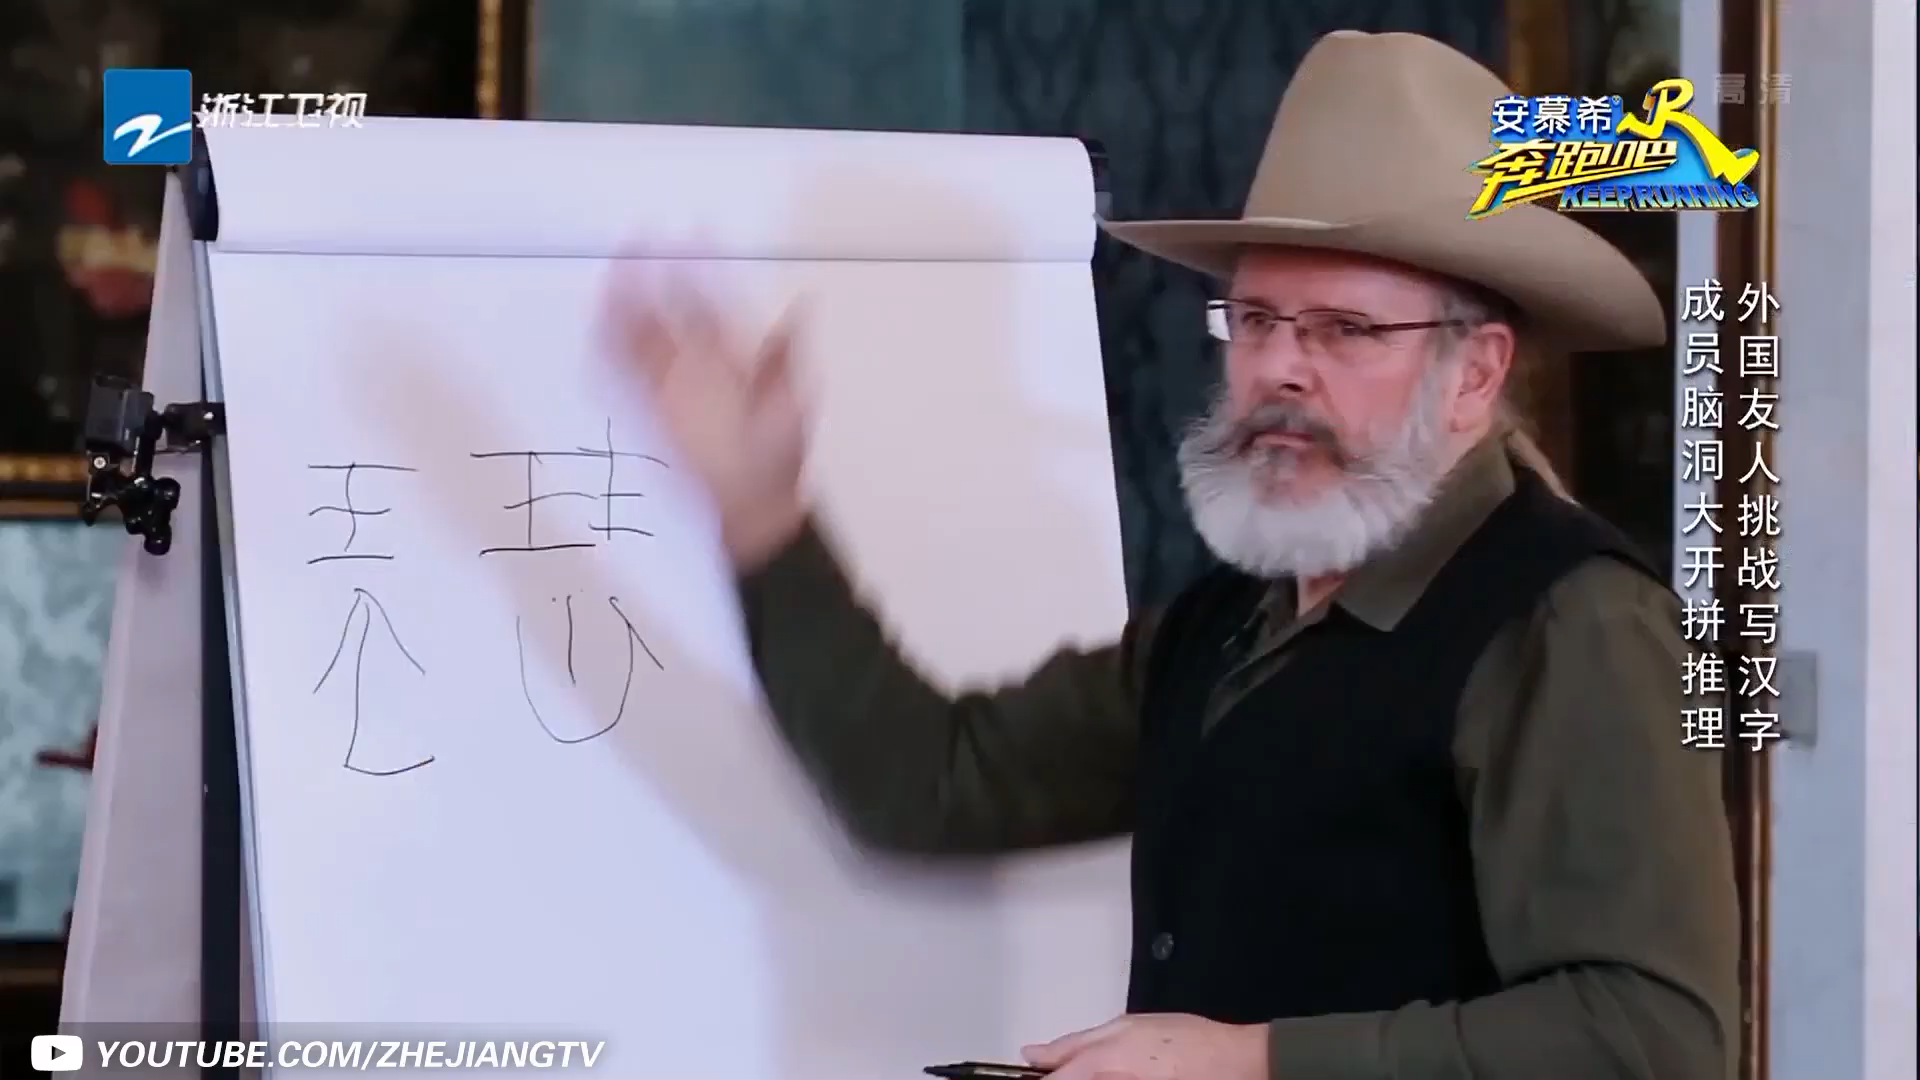 浙江卫视
高清
安慕希
奔跑吧
KEEP RUNNING
外国友人挑战写汉字
成员脑洞大开拼推理
YOUTUBE.COM/ZHEJIANGTV